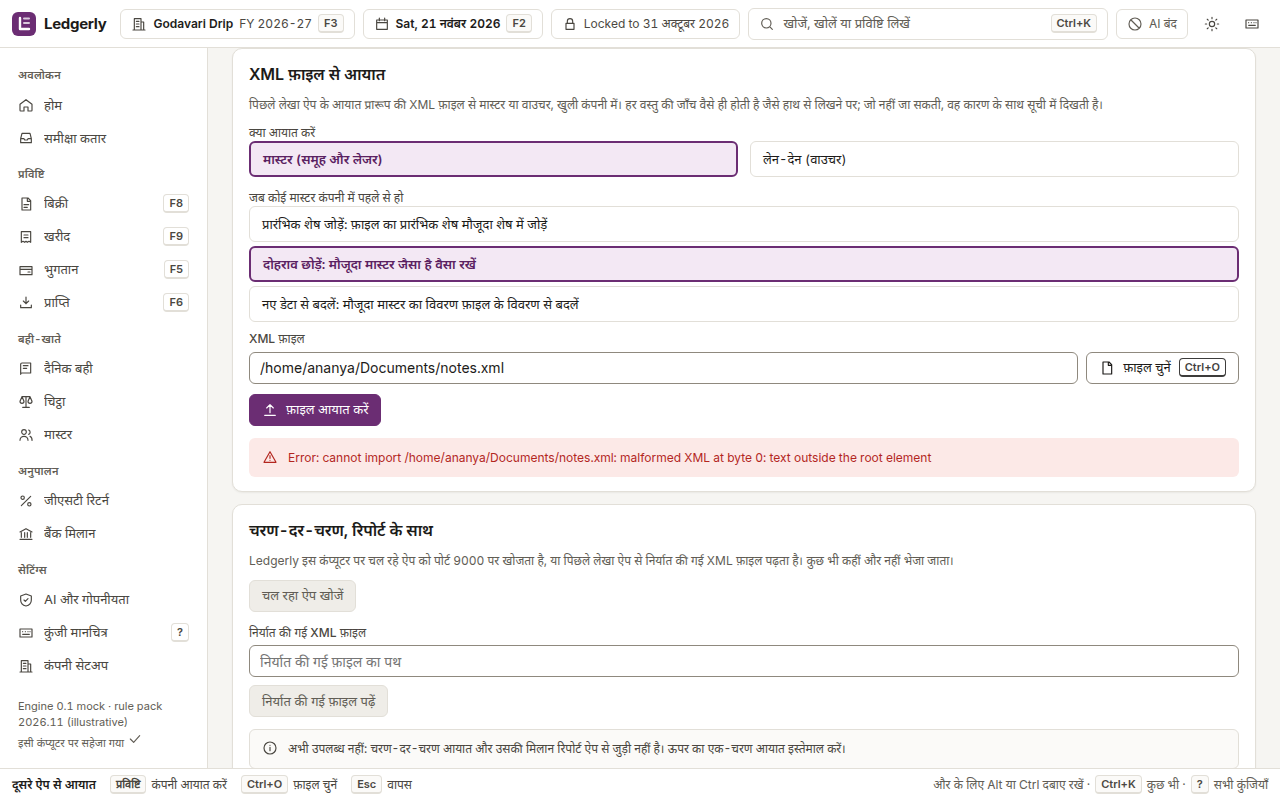 Ledgerly
Godavari Drip FY 2026-27 F3
Sat, 21 नवंबर 2026 F2
Locked to 31 अक्टूबर 2026
खोजें, खोलें या प्रविष्टि लिखें Ctrl+K
AI बंद
अवलोकन
होम
समीक्षा कतार
प्रविष्टि
बिक्री F8
खरीद F9
भुगतान F5
प्राप्ति F6
बही-खाते
दैनिक बही
चिट्ठा
मास्टर
अनुपालन
जीएसटी रिटर्न
बैंक मिलान
सेटिंग्स
AI और गोपनीयता
कुंजी मानचित्र ?
कंपनी सेटअप
Engine 0.1 mock · rule pack
2026.11 (illustrative)
इसी कंप्यूटर पर सहेजा गया
XML फ़ाइल से आयात
पिछले लेखा ऐप के आयात प्रारूप की XML फ़ाइल से मास्टर या वाउचर, खुली कंपनी में। हर वस्तु की जाँच वैसे ही होती है जैसे हाथ से लिखने पर; जो नहीं जा सकती, वह कारण के साथ सूची में दिखती है।
क्या आयात करें
मास्टर (समूह और लेजर)
लेन-देन (वाउचर)
जब कोई मास्टर कंपनी में पहले से हो
प्रारंभिक शेष जोड़ें: फ़ाइल का प्रारंभिक शेष मौजूदा शेष में जोड़ें
दोहराव छोड़ें: मौजूदा मास्टर जैसा है वैसा रखें
नए डेटा से बदलें: मौजूदा मास्टर का विवरण फ़ाइल के विवरण से बदलें
XML फ़ाइल
/home/ananya/Documents/notes.xml
फ़ाइल चुनें Ctrl+O
फ़ाइल आयात करें
Error: cannot import /home/ananya/Documents/notes.xml: malformed XML at byte 0: text outside the root element
चरण-दर-चरण, रिपोर्ट के साथ
Ledgerly इस कंप्यूटर पर चल रहे ऐप को पोर्ट 9000 पर खोजता है, या पिछले लेखा ऐप से निर्यात की गई XML फ़ाइल पढ़ता है। कुछ भी कहीं और नहीं भेजा जाता।
चल रहा ऐप खोजें
निर्यात की गई XML फ़ाइल
निर्यात की गई फ़ाइल का पथ
निर्यात की गई फ़ाइल पढ़ें
अभी उपलब्ध नहीं: चरण-दर-चरण आयात और उसकी मिलान रिपोर्ट ऐप से जुड़ी नहीं है। ऊपर का एक-चरण आयात इस्तेमाल करें।
दूसरे ऐप से आयात प्रविष्टि कंपनी आयात करें Ctrl+O फ़ाइल चुनें Esc वापस
और के लिए Alt या Ctrl दबाए रखें · Ctrl+K कुछ भी · ? सभी कुंजियाँ